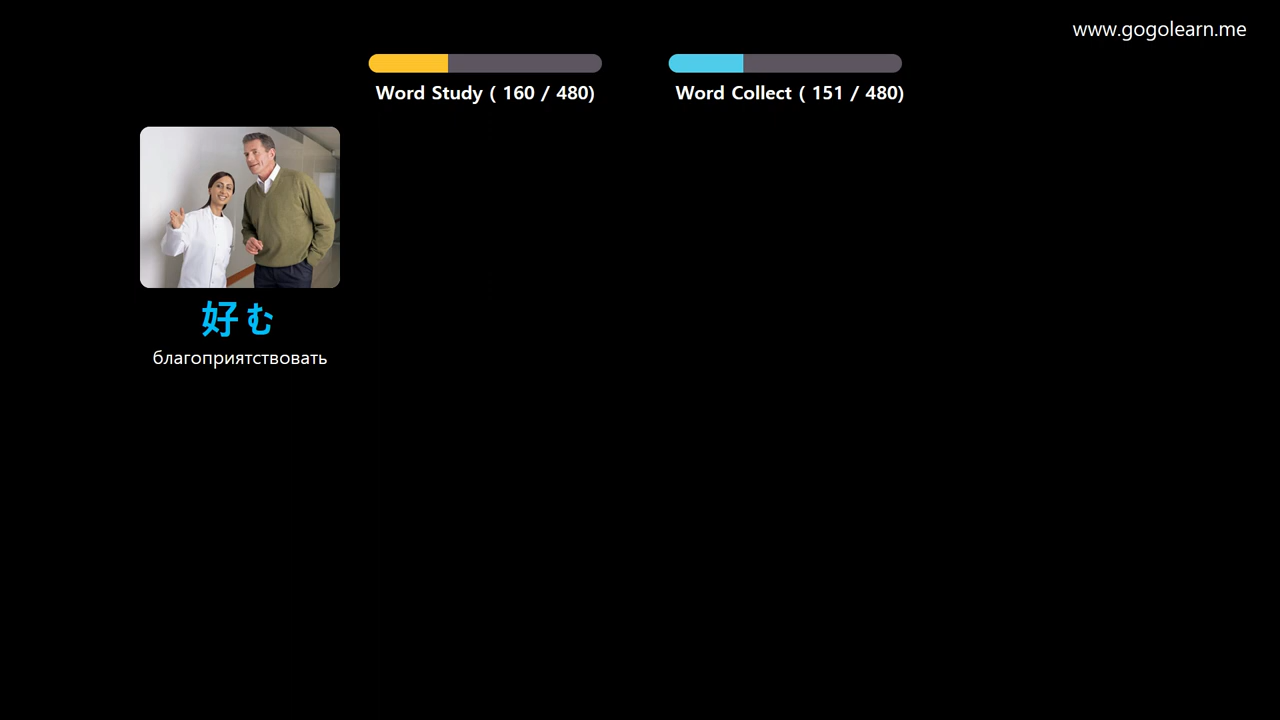 www.gogolearn.me
Word Study ( 160 / 480)
Word Collect ( 151 / 480)
好む
благоприятствовать